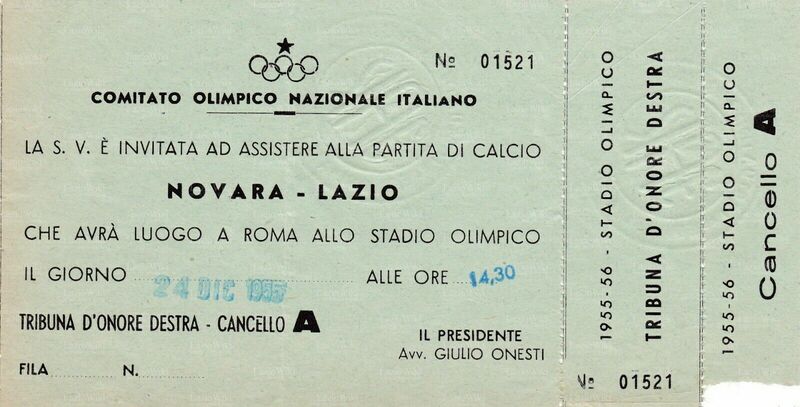 Nº 01521
COMITATO OLIMPICO NAZIONALE ITALIANO
LA S. V. È INVITATA AD ASSISTERE ALLA PARTITA DI CALCIO
NOVARA - LAZIO
CHE AVRÀ LUOGO A ROMA ALLO STADIO OLIMPICO
IL GIORNO 24 DIC 1955 ALLE ORE 14,30
TRIBUNA D'ONORE DESTRA - CANCELLO A
IL PRESIDENTE
Avv. GIULIO ONESTI
FILA N.
1955-56 - STADIO OLIMPICO
TRIBUNA D'ONORE DESTRA
Nº 01521
1955-56 - STADIO OLIMPICO
Cancello A